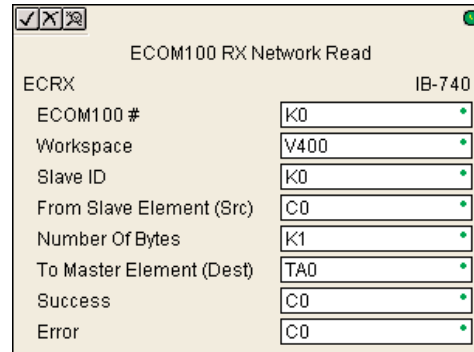 ECOM100 RX Network Read
ECRX IB-740
ECOM100 # K0
Workspace V400
Slave ID K0
From Slave Element (Src) C0
Number Of Bytes K1
To Master Element (Dest) TA0
Success C0
Error C0